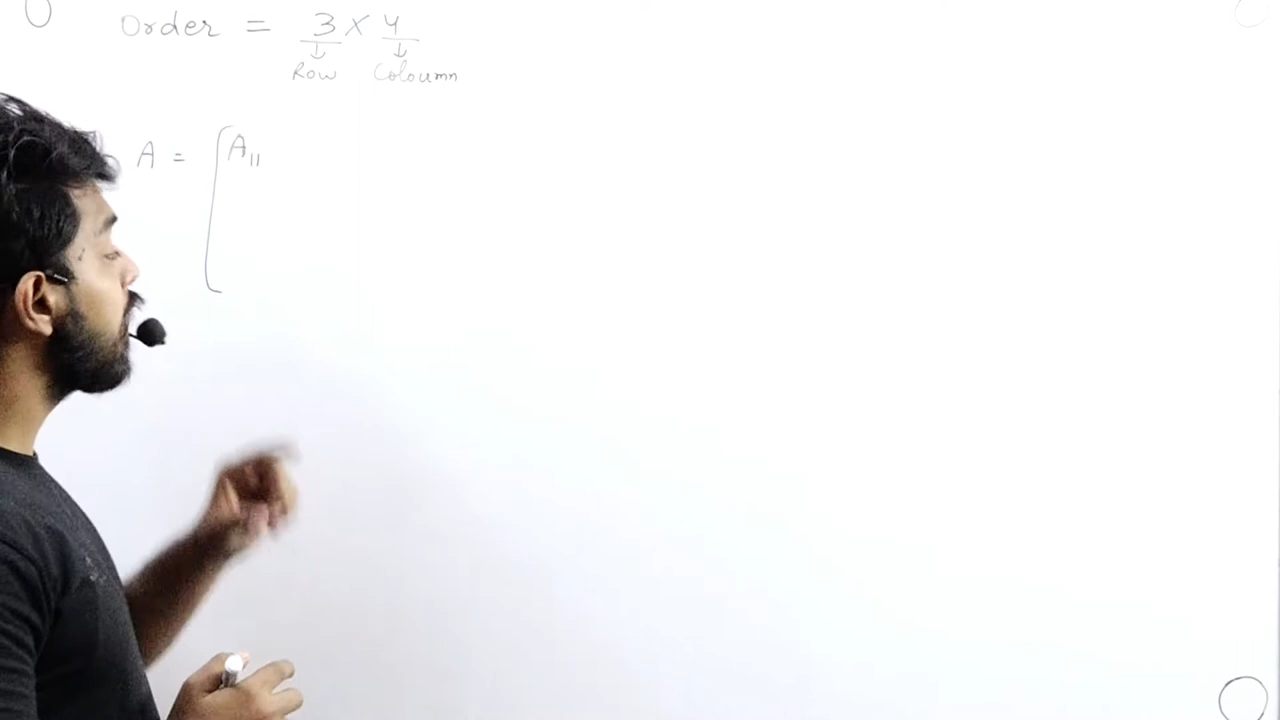 Order = 3 × 4
↓ ↓
Row Coloumn
A = [A₁₁